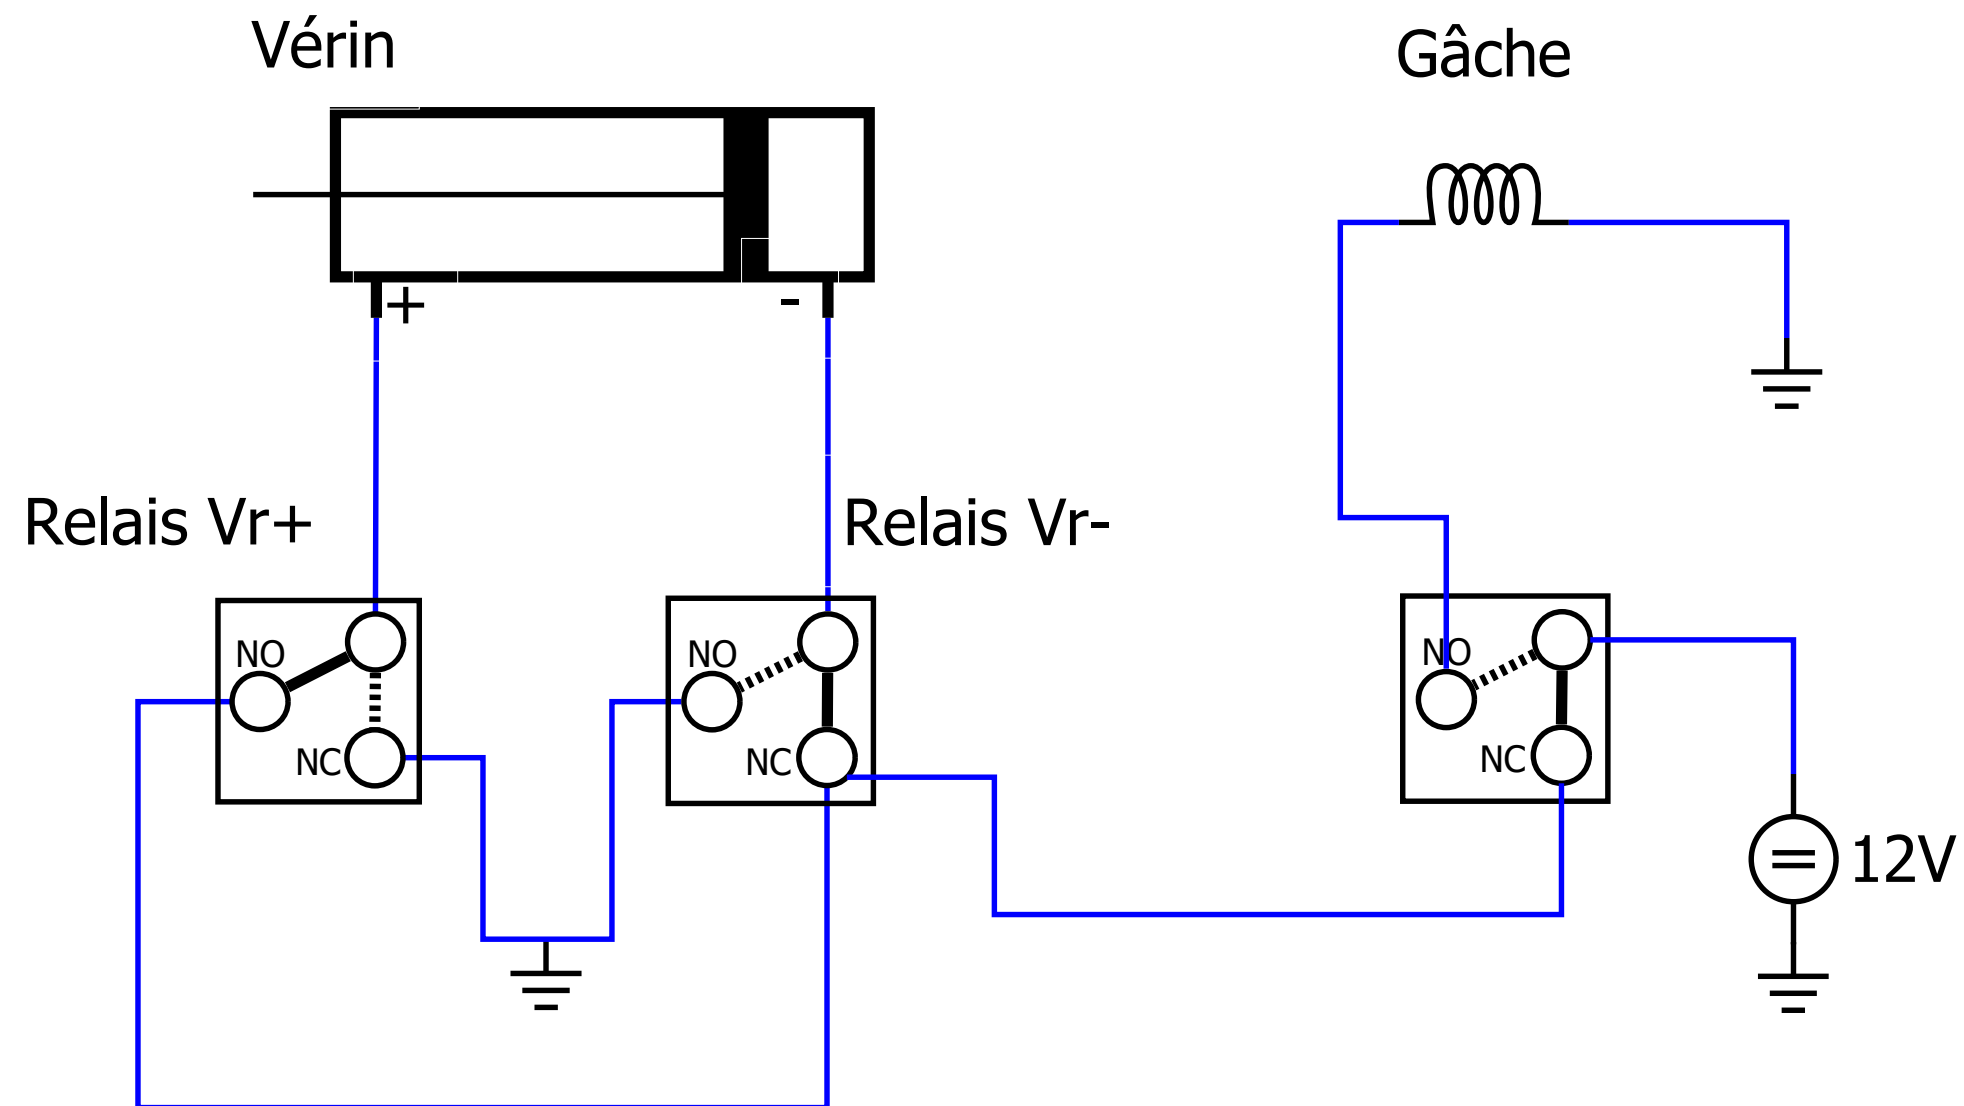 Vérin
Gâche
+
-
Relais Vr+
Relais Vr-
NO
NO
NO
NC
NC
NC
=
12V